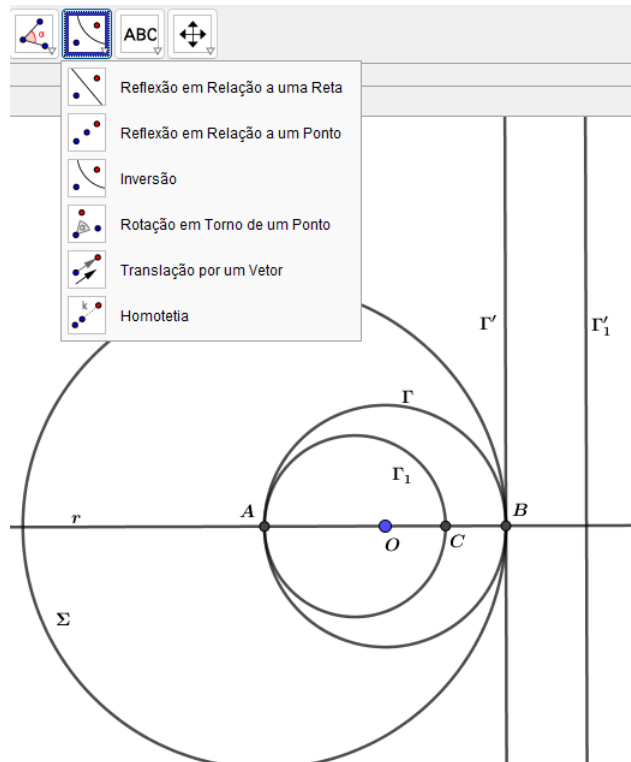 α
ABC
Reflexão em Relação a uma Reta
Reflexão em Relação a um Ponto
Inversão
α
Rotação em Torno de um Ponto
Translação por um Vetor
k
Homotetia
Γ′
Γ′₁
Γ
Γ₁
A
B
r
O
C
Σ